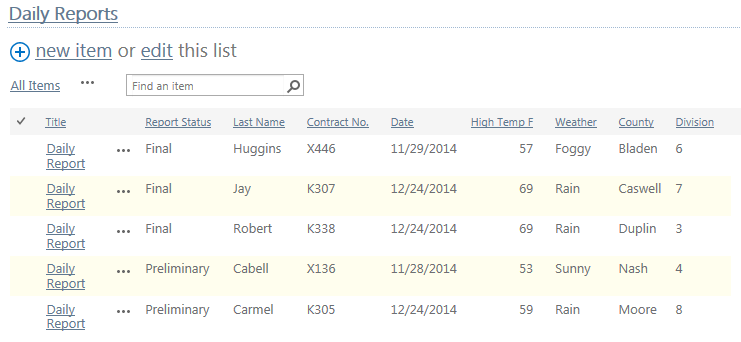 Daily Reports
new item or edit this list
All Items ••• Find an item
Title Report Status Last Name Contract No. Date High Temp F Weather County Division
Daily Report ••• Final Huggins X446 11/29/2014 57 Foggy Bladen 6
Daily Report ••• Final Jay K307 12/24/2014 69 Rain Caswell 7
Daily Report ••• Final Robert K338 12/24/2014 69 Rain Duplin 3
Daily Report ••• Preliminary Cabell X136 11/28/2014 53 Sunny Nash 4
Daily Report ••• Preliminary Carmel K305 12/24/2014 59 Rain Moore 8